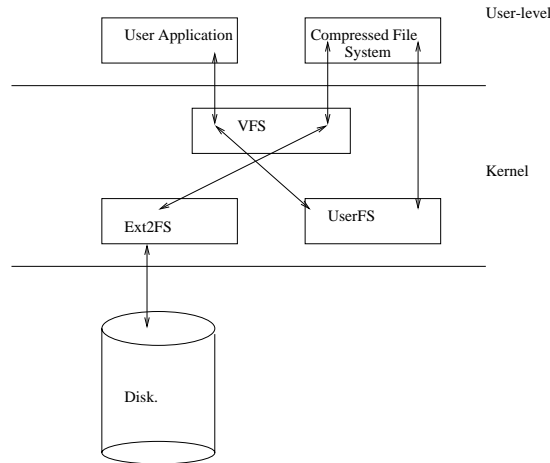 User-level
User Application
Compressed File
System
VFS
Kernel
Ext2FS
UserFS
Disk.